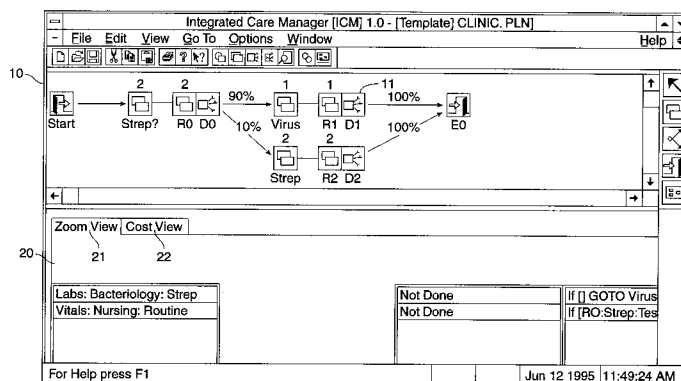 Integrated Care Manager [ICM] 1.0 - [Template] CLINIC. PLN]
File Edit View Go To Options Window Help
10
2 2 90% 1 1 11 100%
Start Strep? R0 D0 Virus R1 D1 E0
10% 100%
2 2
Strep R2 D2
Zoom View Cost View
20 21 22
Labs: Bacteriology: Strep Not Done If [] GOTO Virus
Vitals: Nursing: Routine Not Done If [RO:Strep:Tes
For Help press F1 Jun 12 1995 11:49:24 AM